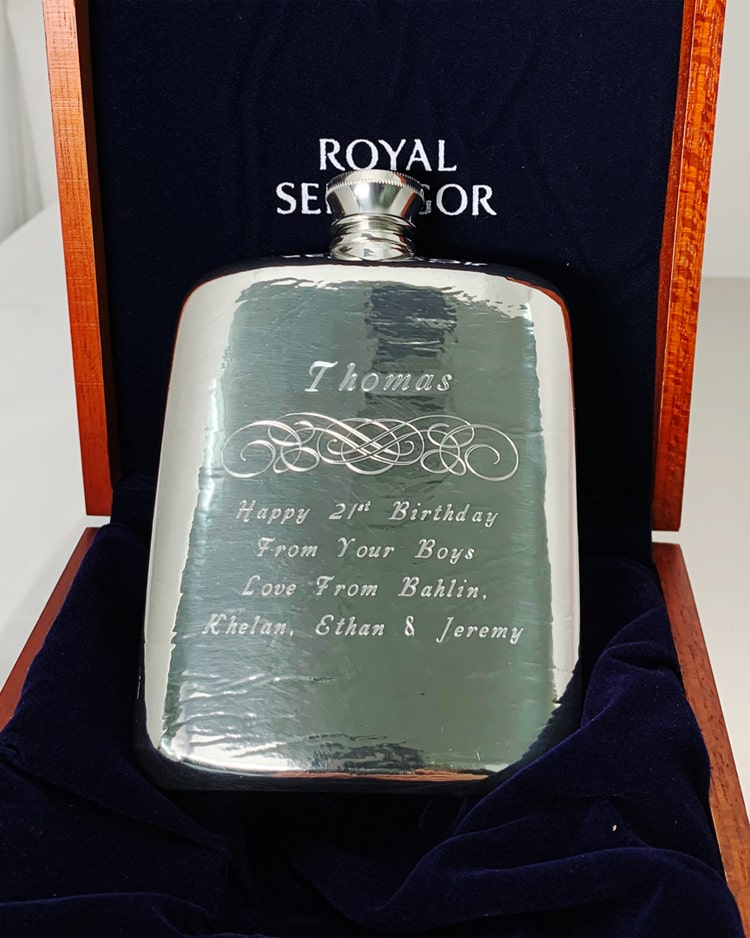 ROYAL
Thomas
Happy 21st Birthday
From Your Boys
Love From Bahlin,
Khelan, Ethan & Jeremy